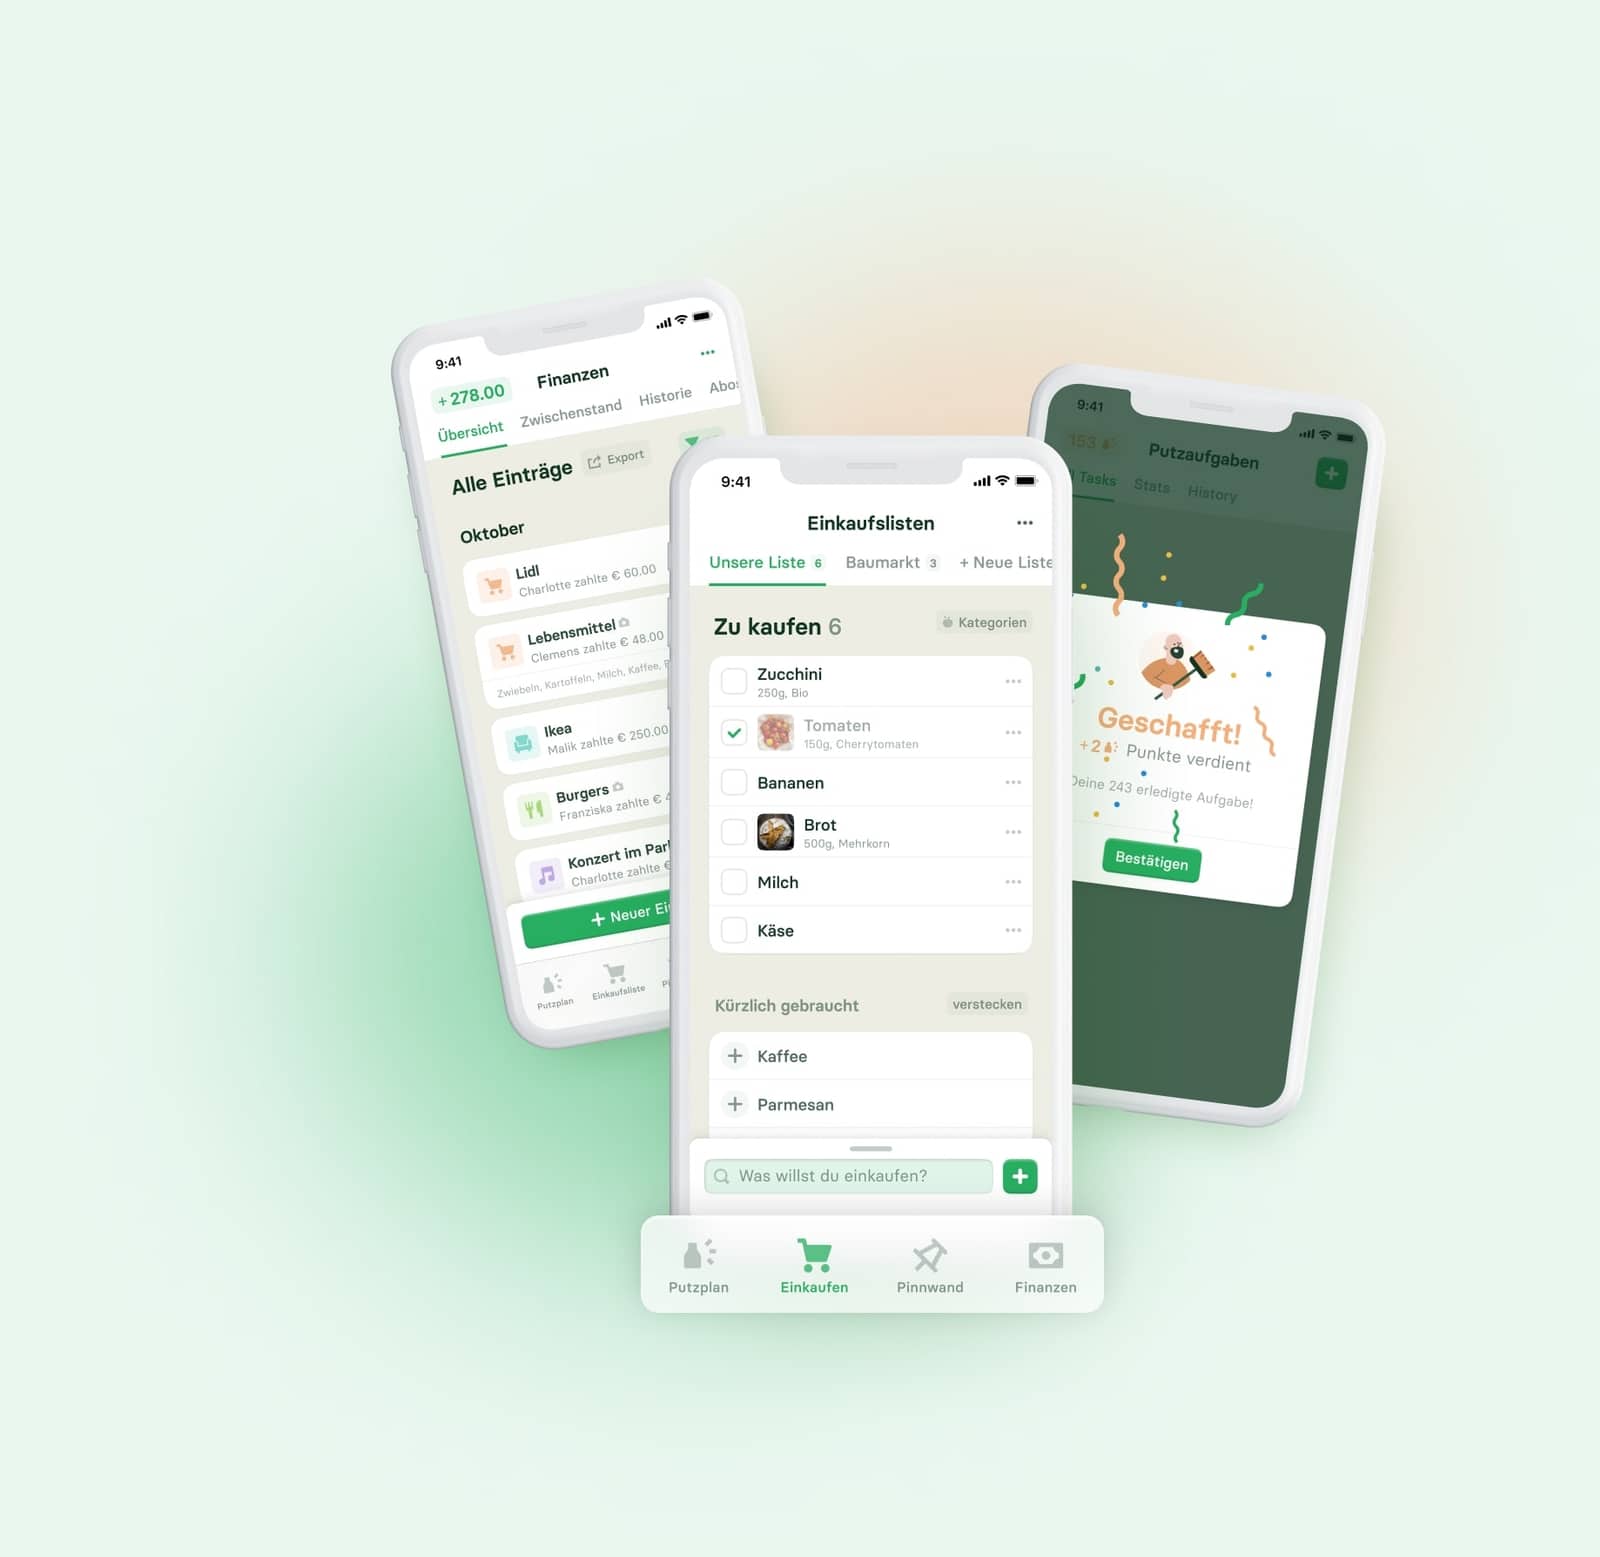 9:41
+278.00
Finanzen
Übersicht
Zwischenstand
Historie
Alle Einträge
Export
Oktober
Lidl
Charlotte zahlte € 60.00
Lebensmittel
Clemens zahlte € 48.00
Zwiebeln, Kartoffeln, Milch, Kaffee,
Ikea
Malik zahlte € 250.00
Burgers
Franziska zahlte €
Konzert im
Charlotte zahlte €
+ Neuer
Putzplan
Einkaufsliste
9:41
Einkaufslisten
Unsere Liste 6
Baumarkt 3
+ Neue Liste
Zu kaufen 6
Kategorien
Zucchini
250g, Bio
Tomaten
150g, Cherrytomaten
Bananen
Brot
500g, Mehrkorn
Milch
Käse
Kürzlich gebraucht
verstecken
+ Kaffee
+ Parmesan
Was willst du einkaufen?
+
Putzplan
Einkaufen
Pinnwand
Finanzen
9:41
153
Putzaufgaben
+
Tasks
Stats
History
Geschafft!
+2 Punkte verdient
Deine 243 erledigte Aufgabe!
Bestätigen